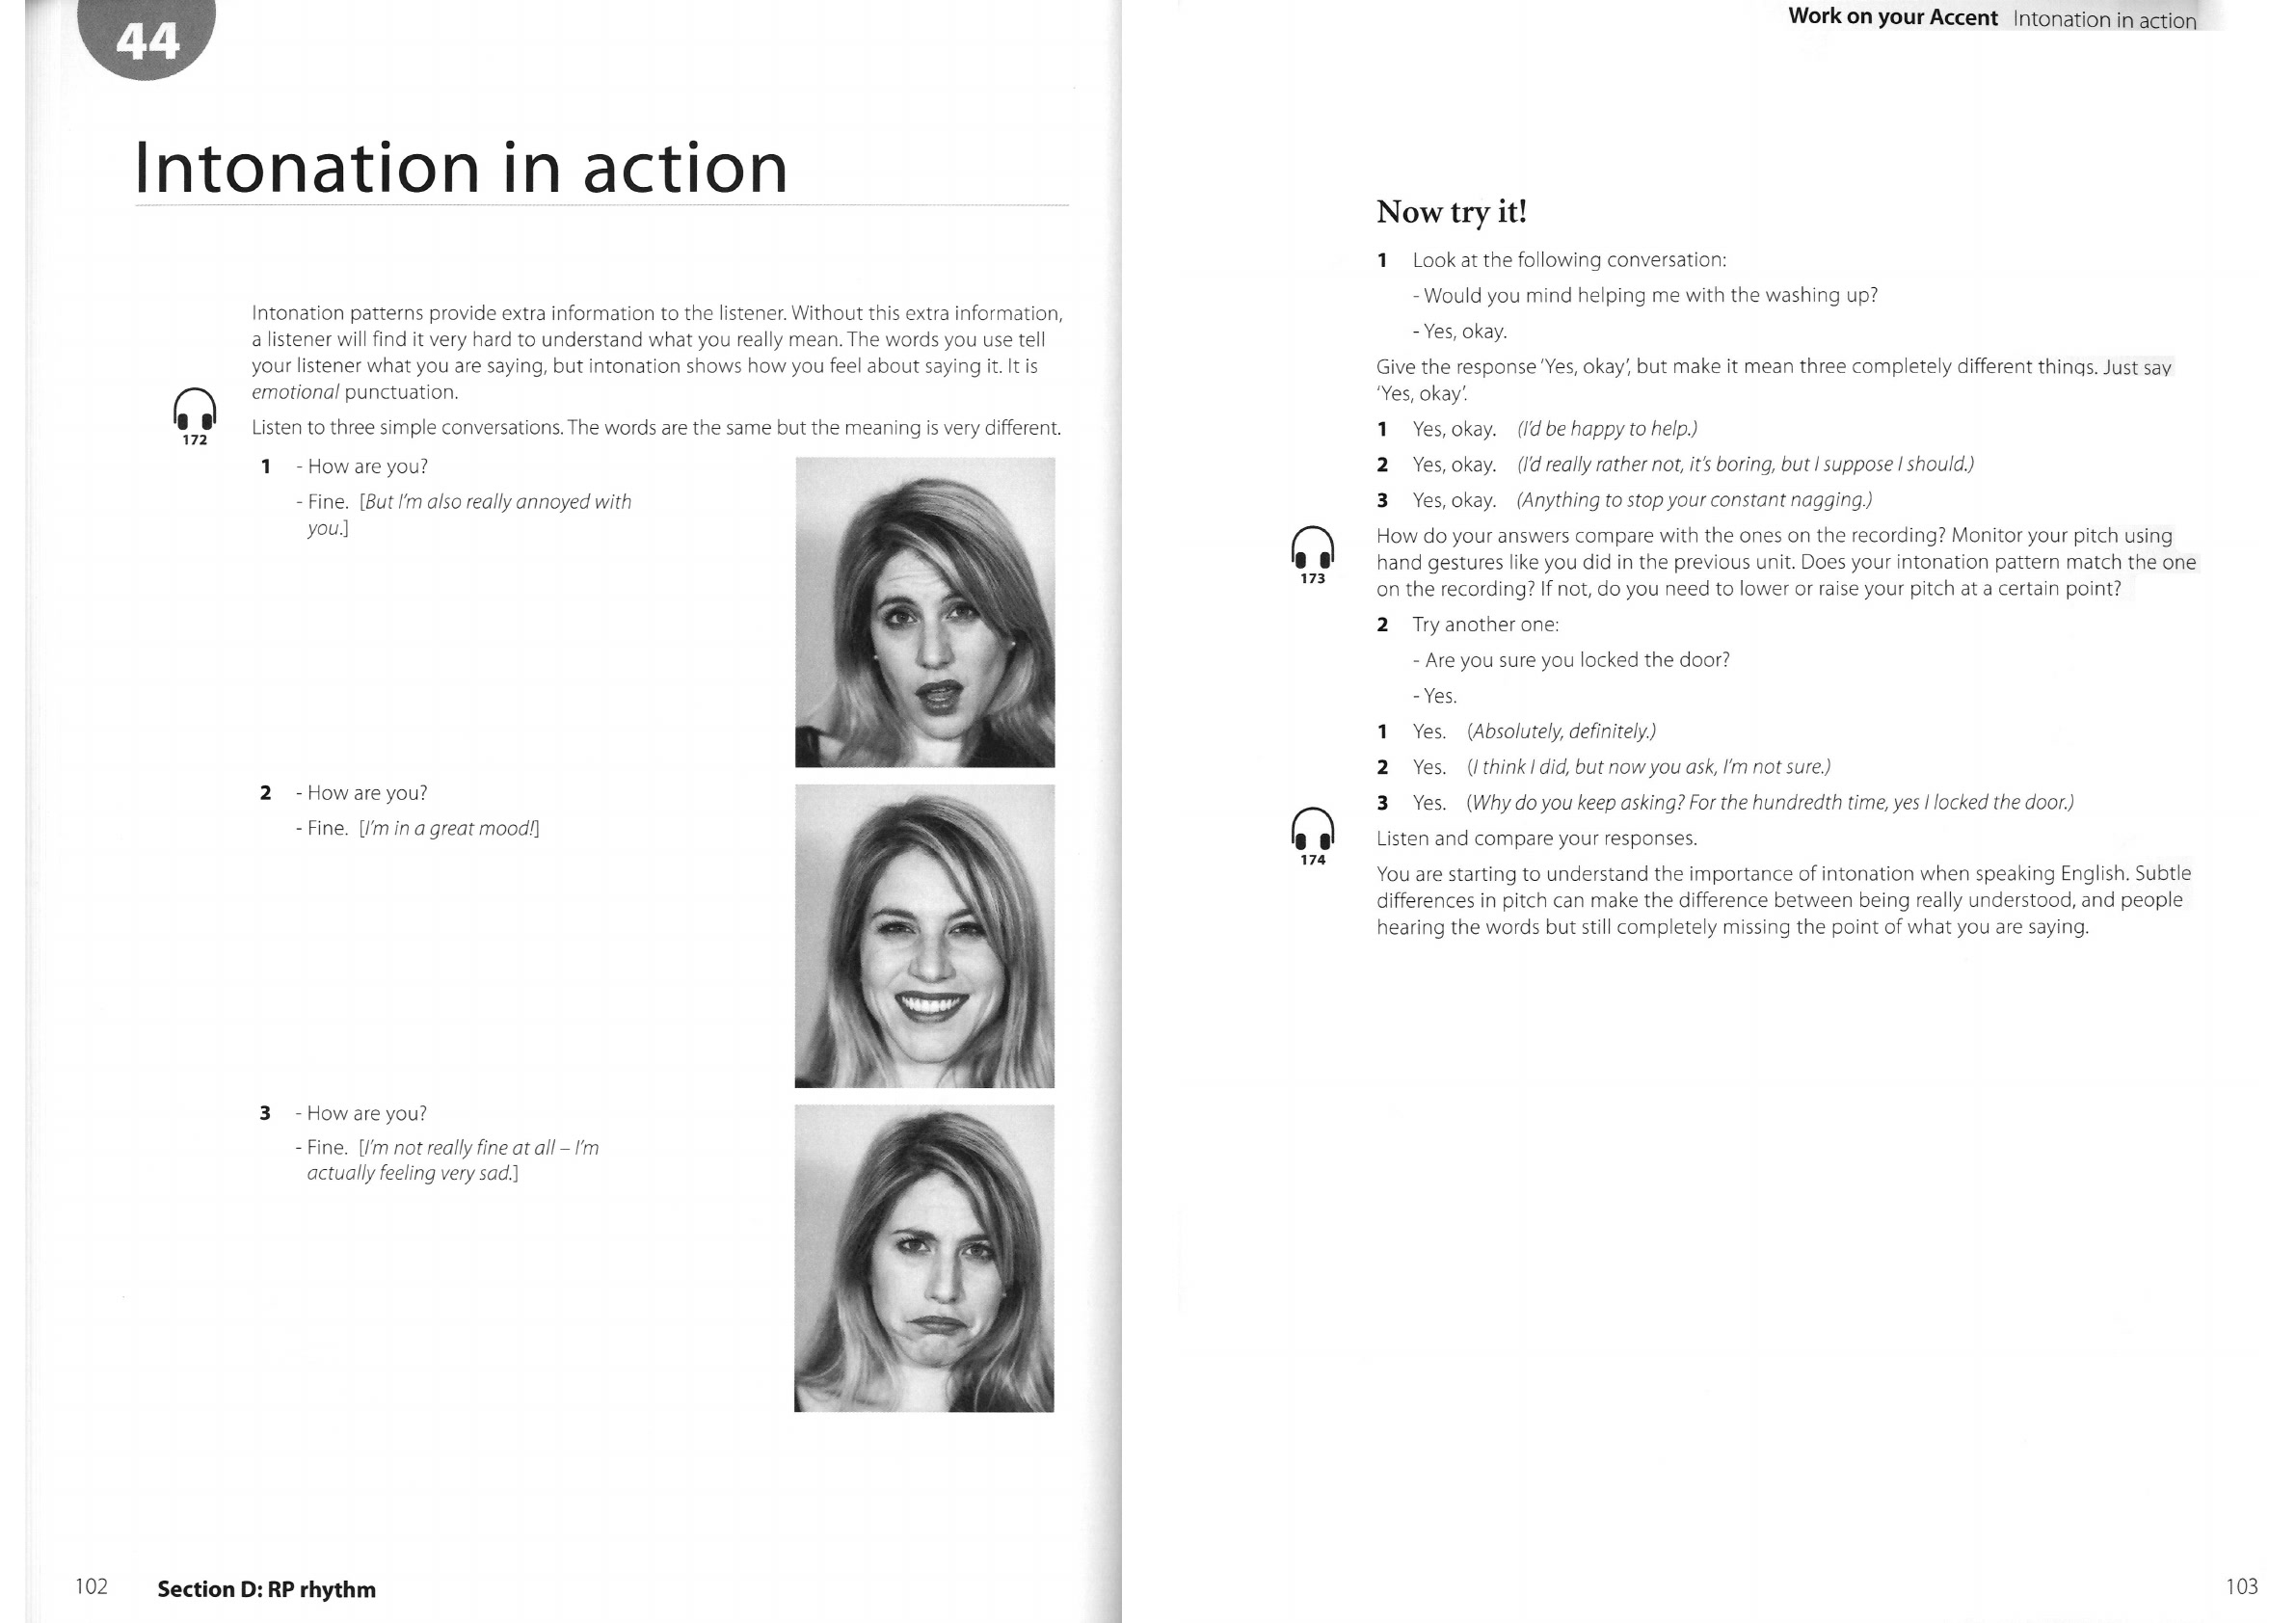 44
Intonation in action
Intonation patterns provide extra information to the listener. Without this extra information,
a listener will find it very hard to understand what you really mean. The words you use tell
your listener what you are saying, but intonation shows how you feel about saying it. It is
emotional punctuation.
172
Listen to three simple conversations. The words are the same but the meaning is very different.
1 - How are you?
- Fine. [But I'm also really annoyed with
you.]
2 - How are you?
- Fine. [I'm in a great mood!]
3 - How are you?
- Fine. [I'm not really fine at all – I'm
actually feeling very sad.]
102 Section D: RP rhythm
Work on your Accent Intonation in action
Now try it!
1 Look at the following conversation:
- Would you mind helping me with the washing up?
- Yes, okay.
Give the response 'Yes, okay', but make it mean three completely different things. Just say
'Yes, okay'.
1 Yes, okay. (I'd be happy to help.)
2 Yes, okay. (I'd really rather not, it's boring, but I suppose I should.)
3 Yes, okay. (Anything to stop your constant nagging.)
173
How do your answers compare with the ones on the recording? Monitor your pitch using
hand gestures like you did in the previous unit. Does your intonation pattern match the one
on the recording? If not, do you need to lower or raise your pitch at a certain point?
2 Try another one:
- Are you sure you locked the door?
- Yes.
1 Yes. (Absolutely, definitely.)
2 Yes. (I think I did, but now you ask, I'm not sure.)
3 Yes. (Why do you keep asking? For the hundredth time, yes I locked the door.)
174
Listen and compare your responses.
You are starting to understand the importance of intonation when speaking English. Subtle
differences in pitch can make the difference between being really understood, and people
hearing the words but still completely missing the point of what you are saying.
103